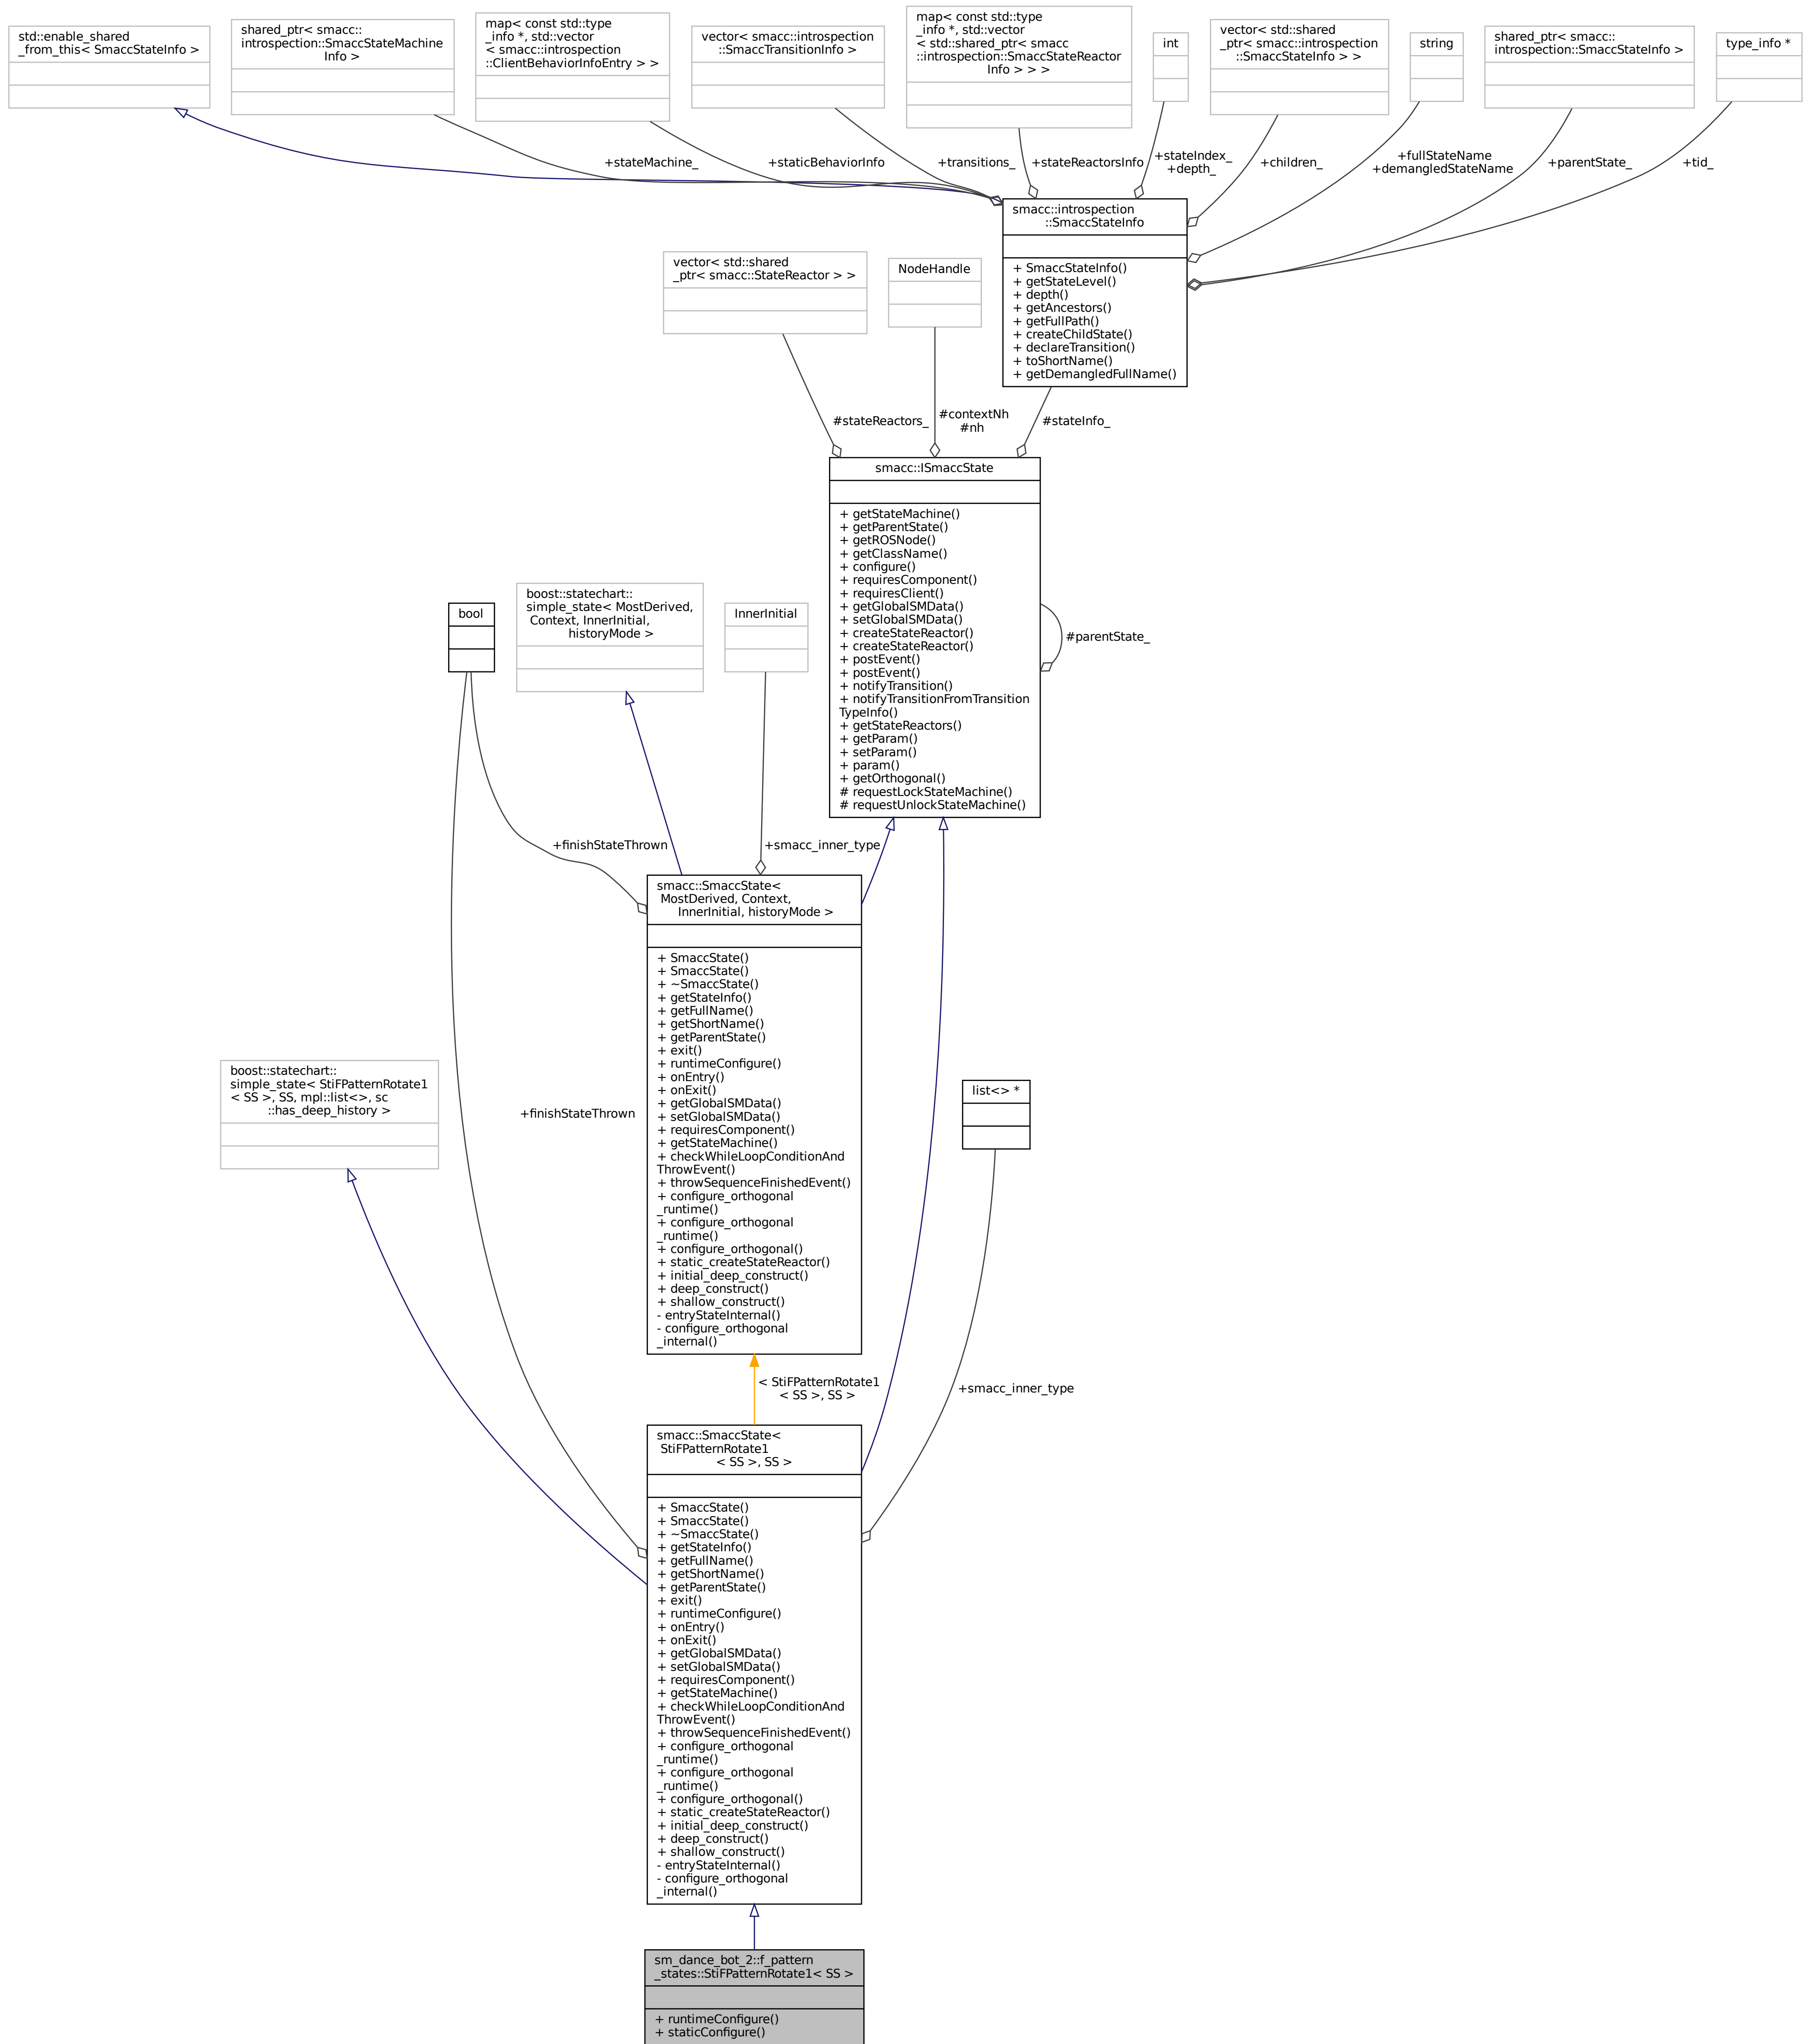 std::enable_shared
_from_this< SmaccStateInfo >
shared_ptr< smacc::
introspection::SmaccStateMachine
Info >
map< const std::type
_info *, std::vector
< smacc::introspection
::ClientBehaviorInfoEntry > >
vector< smacc::introspection
::SmaccTransitionInfo >
map< const std::type
_info *, std::vector
< std::shared_ptr< smacc
::introspection::SmaccStateReactor
Info > > >
int
vector< std::shared
_ptr< smacc::introspection
::SmaccStateInfo > >
string
shared_ptr< smacc::
introspection::SmaccStateInfo >
type_info *
+stateMachine_
+staticBehaviorInfo
+transitions_
+stateReactorsInfo
+stateIndex_
+depth_
+children_
+fullStateName
+demangledStateName
+parentState_
+tid_
smacc::introspection
::SmaccStateInfo
+ SmaccStateInfo()
+ getStateLevel()
+ depth()
+ getAncestors()
+ getFullPath()
+ createChildState()
+ declareTransition()
+ toShortName()
+ getDemangledFullName()
vector< std::shared
_ptr< smacc::StateReactor > >
NodeHandle
#stateReactors_
#contextNh
#nh
#stateInfo_
smacc::ISmaccState
+ getStateMachine()
+ getParentState()
+ getROSNode()
+ getClassName()
+ configure()
+ requiresComponent()
+ requiresClient()
+ getGlobalSMData()
+ setGlobalSMData()
+ createStateReactor()
+ createStateReactor()
+ postEvent()
+ postEvent()
+ notifyTransition()
+ notifyTransitionFromTransition
TypeInfo()
+ getStateReactors()
+ getParam()
+ setParam()
+ param()
+ getOrthogonal()
# requestLockStateMachine()
# requestUnlockStateMachine()
#parentState_
bool
boost::statechart::
simple_state< MostDerived,
Context, InnerInitial,
historyMode >
InnerInitial
+finishStateThrown
+smacc_inner_type
smacc::SmaccState<
MostDerived, Context,
InnerInitial, historyMode >
+ SmaccState()
+ SmaccState()
+ ~SmaccState()
+ getStateInfo()
+ getFullName()
+ getShortName()
+ getParentState()
+ exit()
+ runtimeConfigure()
+ onEntry()
+ onExit()
+ getGlobalSMData()
+ setGlobalSMData()
+ requiresComponent()
+ getStateMachine()
+ checkWhileLoopConditionAnd
ThrowEvent()
+ throwSequenceFinishedEvent()
+ configure_orthogonal
_runtime()
+ configure_orthogonal
_runtime()
+ configure_orthogonal()
+ static_createStateReactor()
+ initial_deep_construct()
+ deep_construct()
+ shallow_construct()
- entryStateInternal()
- configure_orthogonal
_internal()
boost::statechart::
simple_state< StiFPatternRotate1
< SS >, SS, mpl::list<>, sc
::has_deep_history >
+finishStateThrown
list<> *
< StiFPatternRotate1
< SS >, SS >
+smacc_inner_type
smacc::SmaccState<
StiFPatternRotate1
< SS >, SS >
+ SmaccState()
+ SmaccState()
+ ~SmaccState()
+ getStateInfo()
+ getFullName()
+ getShortName()
+ getParentState()
+ exit()
+ runtimeConfigure()
+ onEntry()
+ onExit()
+ getGlobalSMData()
+ setGlobalSMData()
+ requiresComponent()
+ getStateMachine()
+ checkWhileLoopConditionAnd
ThrowEvent()
+ throwSequenceFinishedEvent()
+ configure_orthogonal
_runtime()
+ configure_orthogonal
_runtime()
+ configure_orthogonal()
+ static_createStateReactor()
+ initial_deep_construct()
+ deep_construct()
+ shallow_construct()
- entryStateInternal()
- configure_orthogonal
_internal()
sm_dance_bot_2::f_pattern
_states::StiFPatternRotate1< SS >
+ runtimeConfigure()
+ staticConfigure()